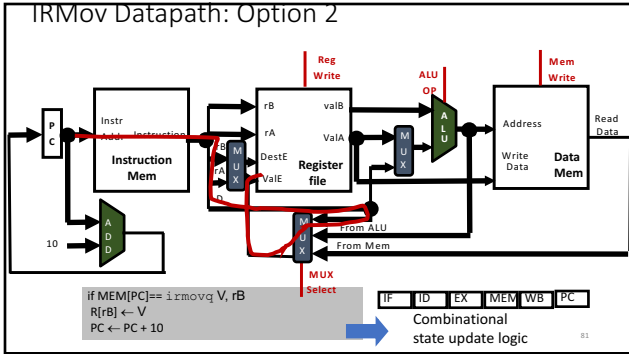 IRMov Datapath: Option 2
Reg
Write
Mem
Write
ALU
OP
P
C
Instr
Addr
Instruction
Instruction
Mem
rB
rA
rB
rA
D
M
U
X
DestE
ValE
valB
ValA
Register
file
M
U
X
A
L
U
Address
Write
Data
Data
Mem
Read
Data
10
A
D
D
M
U
X
From ALU
From Mem
MUX
Select
if MEM[PC]== irmovq V, rB
R[rB] ← V
PC ← PC + 10
IF ID EX MEM WB PC
Combinational
state update logic
81